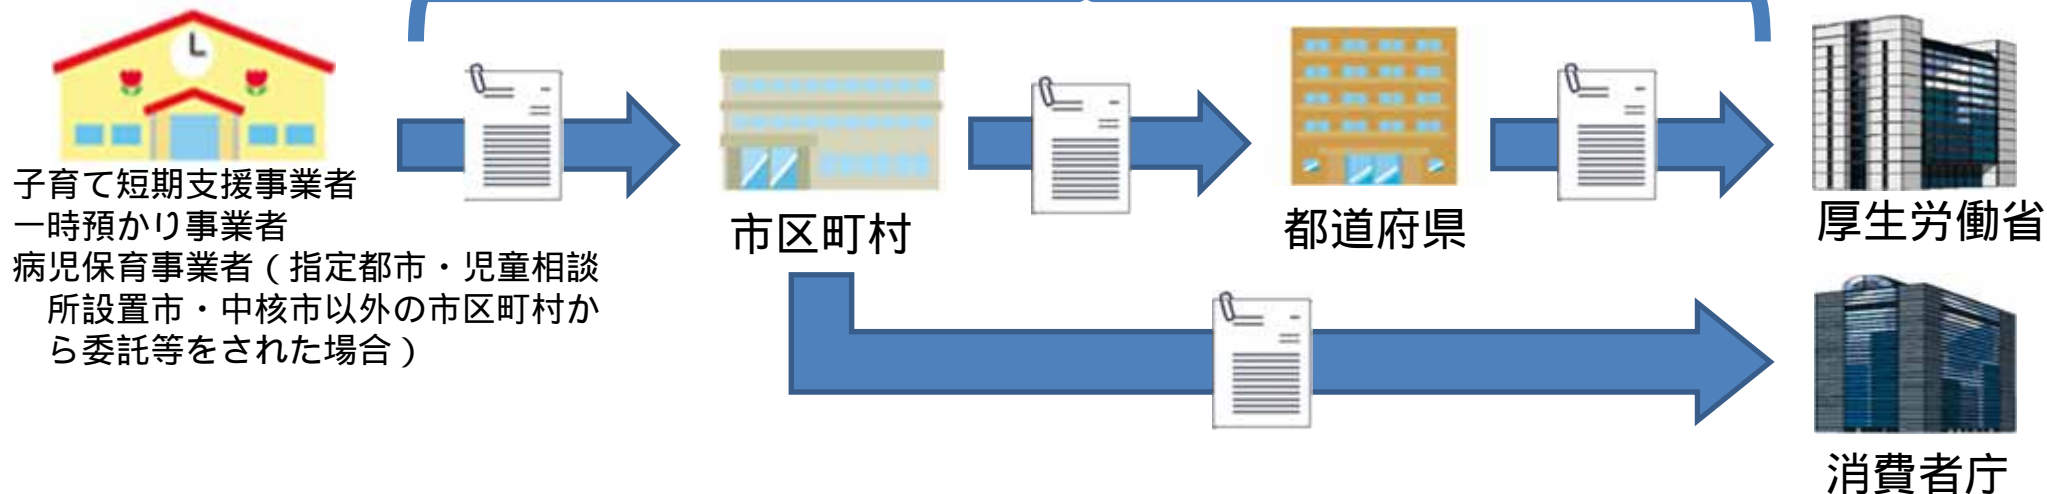 子育て短期支援事業者
一時預かり事業者
病児保育事業者（指定都市・児童相談
所設置市・中核市以外の市区町村か
ら委託等をされた場合）
市区町村
都道府県
厚生労働省
消費者庁